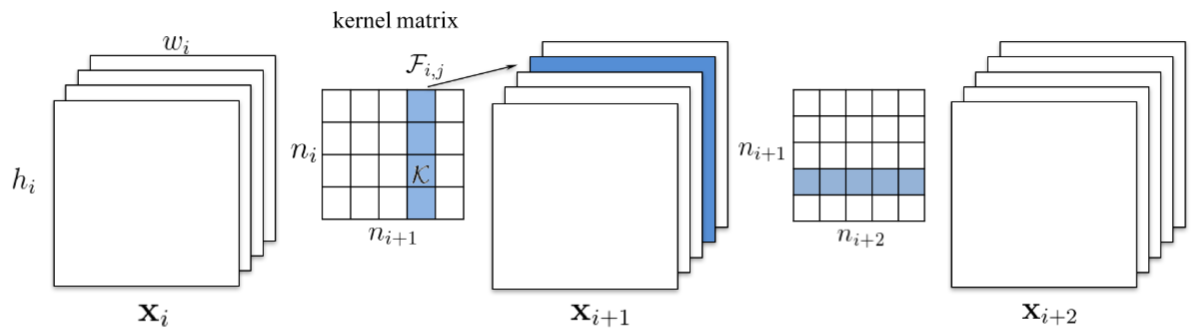 kernel matrix
w_i
F_{i,j}
n_i
n_{i+1}
h_i
K
n_{i+1}
n_{i+2}
x_i
x_{i+1}
x_{i+2}